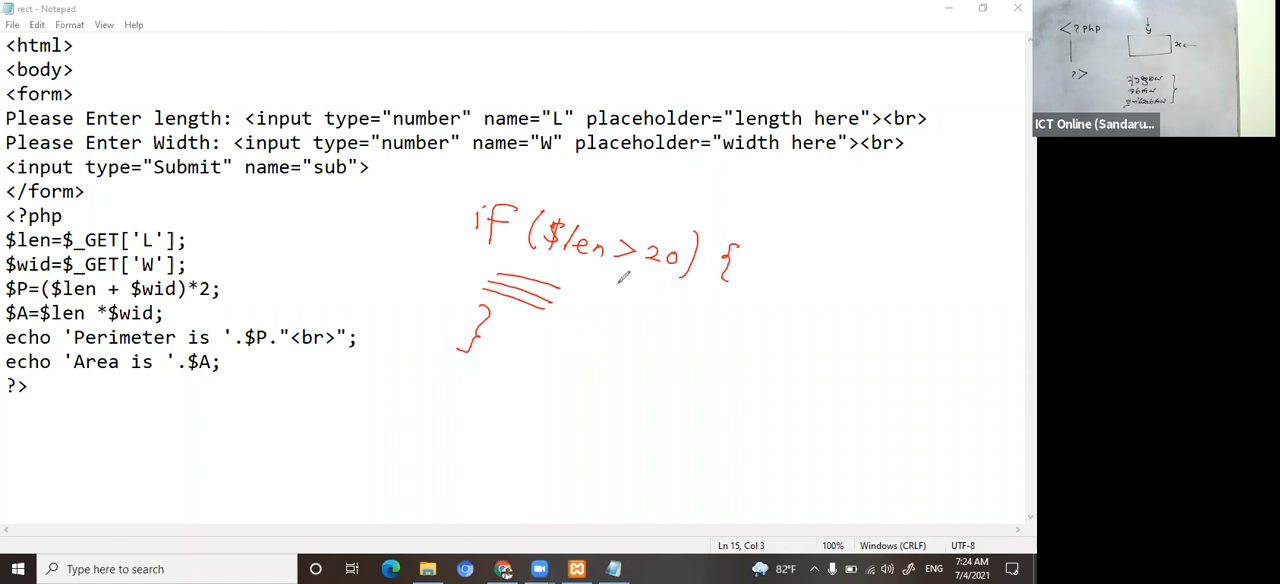 rect - Notepad
File Edit Format View Help
<html>
<body>
<form>
Please Enter length: <input type="number" name="L" placeholder="length here"><br>
Please Enter Width: <input type="number" name="W" placeholder="width here"><br>
<input type="Submit" name="sub">
</form>
<?php
$len=$_GET['L'];
$wid=$_GET['W'];
$P=($len + $wid)*2;
$A=$len *$wid;
echo 'Perimeter is '.$P."<br>";
echo 'Area is '.$A;
?>
if ($len > 20) {
}
<?php
?>
y
x
ICT Online (Sandaru...
Ln 15, Col 3
100%
Windows (CRLF)
UTF-8
Type here to search
82°F
ENG
7:24 AM
7/4/2021